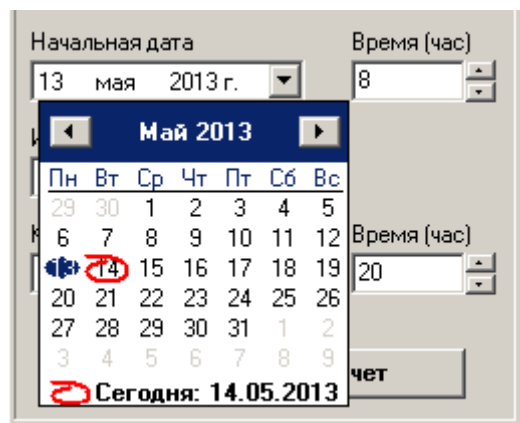 Начальная дата Время (час)
13 мая 2013 г. 8
Май 2013
Пн Вт Ср Чт Пт Сб Вс
29 30 1 2 3 4 5
6 7 8 9 10 11 12 Время (час)
13 14 15 16 17 18 19 20
20 21 22 23 24 25 26
27 28 29 30 31 1 2
3 4 5 6 7 8 9
чет
Сегодня: 14.05.2013